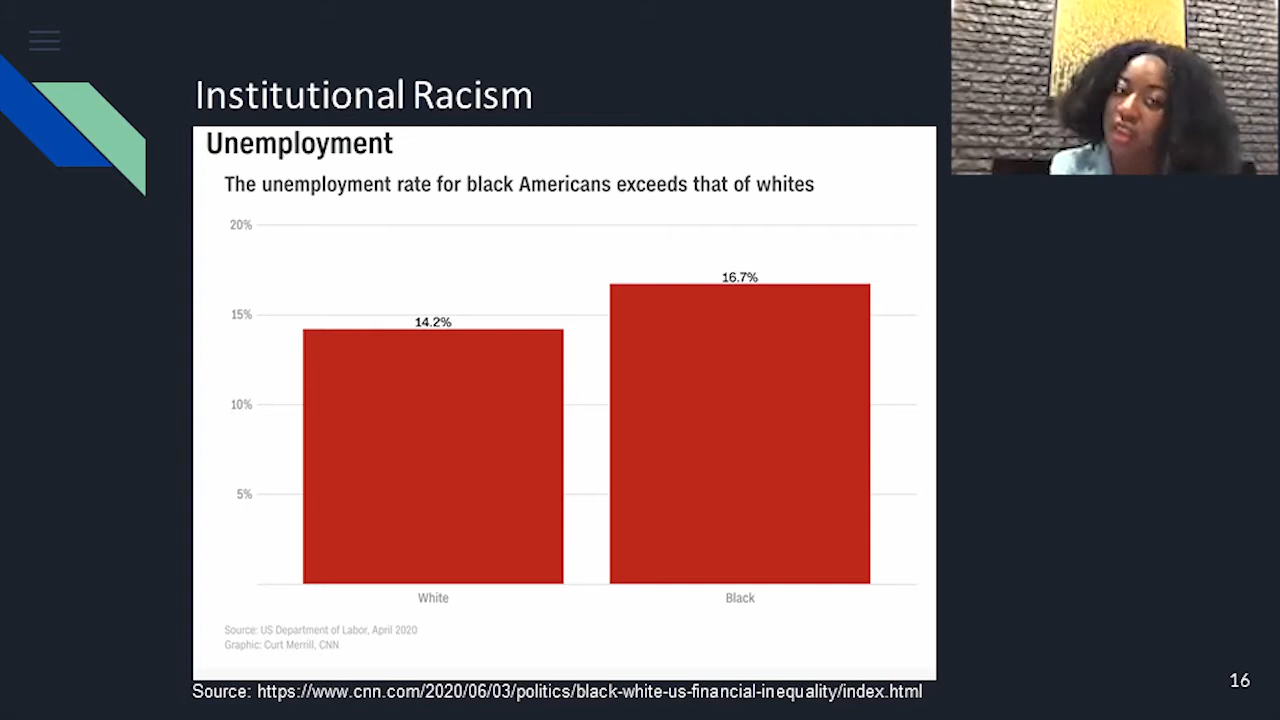 Institutional Racism
Unemployment
The unemployment rate for black Americans exceeds that of whites
20%
16.7%
15%
14.2%
10%
5%
White
Black
Source: US Department of Labor, April 2020
Graphic: Curt Merrill, CNN
Source: https://www.cnn.com/2020/06/03/politics/black-white-us-financial-inequality/index.html
16